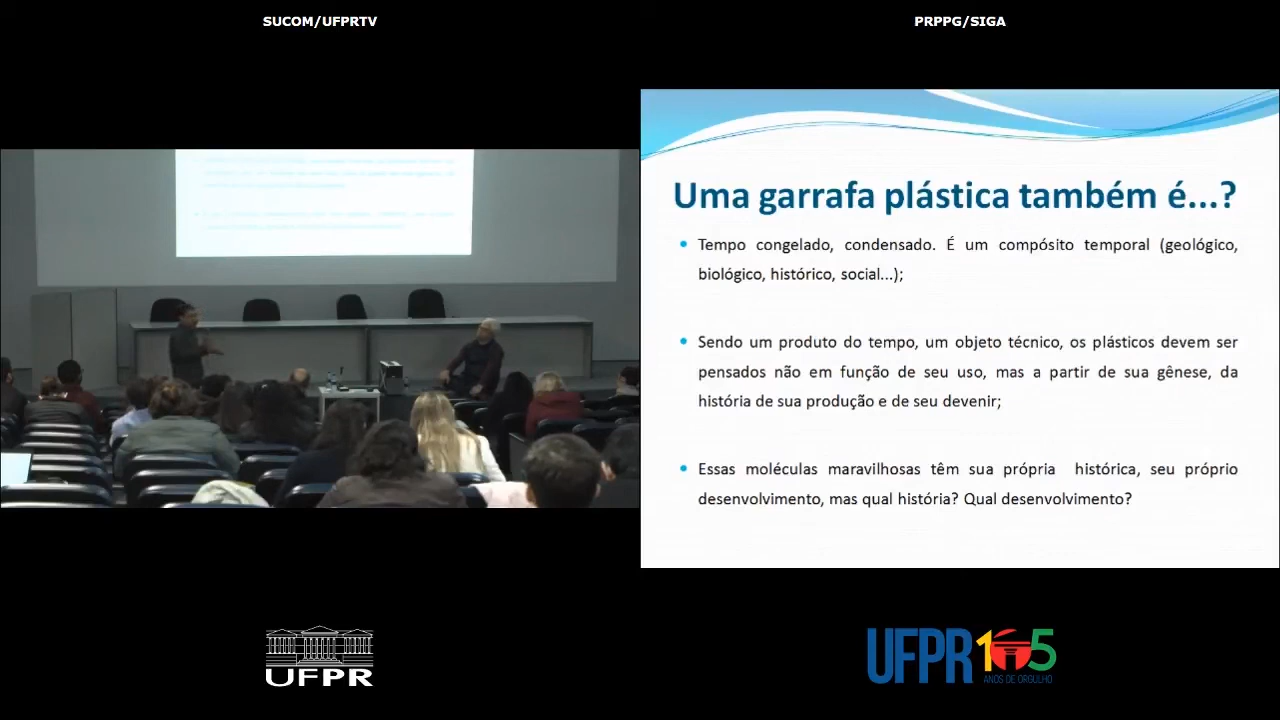 SUCOM/UFPRTV
PRPPG/SIGA
Uma garrafa plástica também é...?
Tempo congelado, condensado. É um compósito temporal (geológico,
biológico, histórico, social...);
Sendo um produto do tempo, um objeto técnico, os plásticos devem ser
pensados não em função de seu uso, mas a partir de sua gênese, da
história de sua produção e de seu devenir;
Essas moléculas maravilhosas têm sua própria histórica, seu próprio
desenvolvimento, mas qual história? Qual desenvolvimento?
UFPR
UFPR 105
ANOS DE ORGULHO